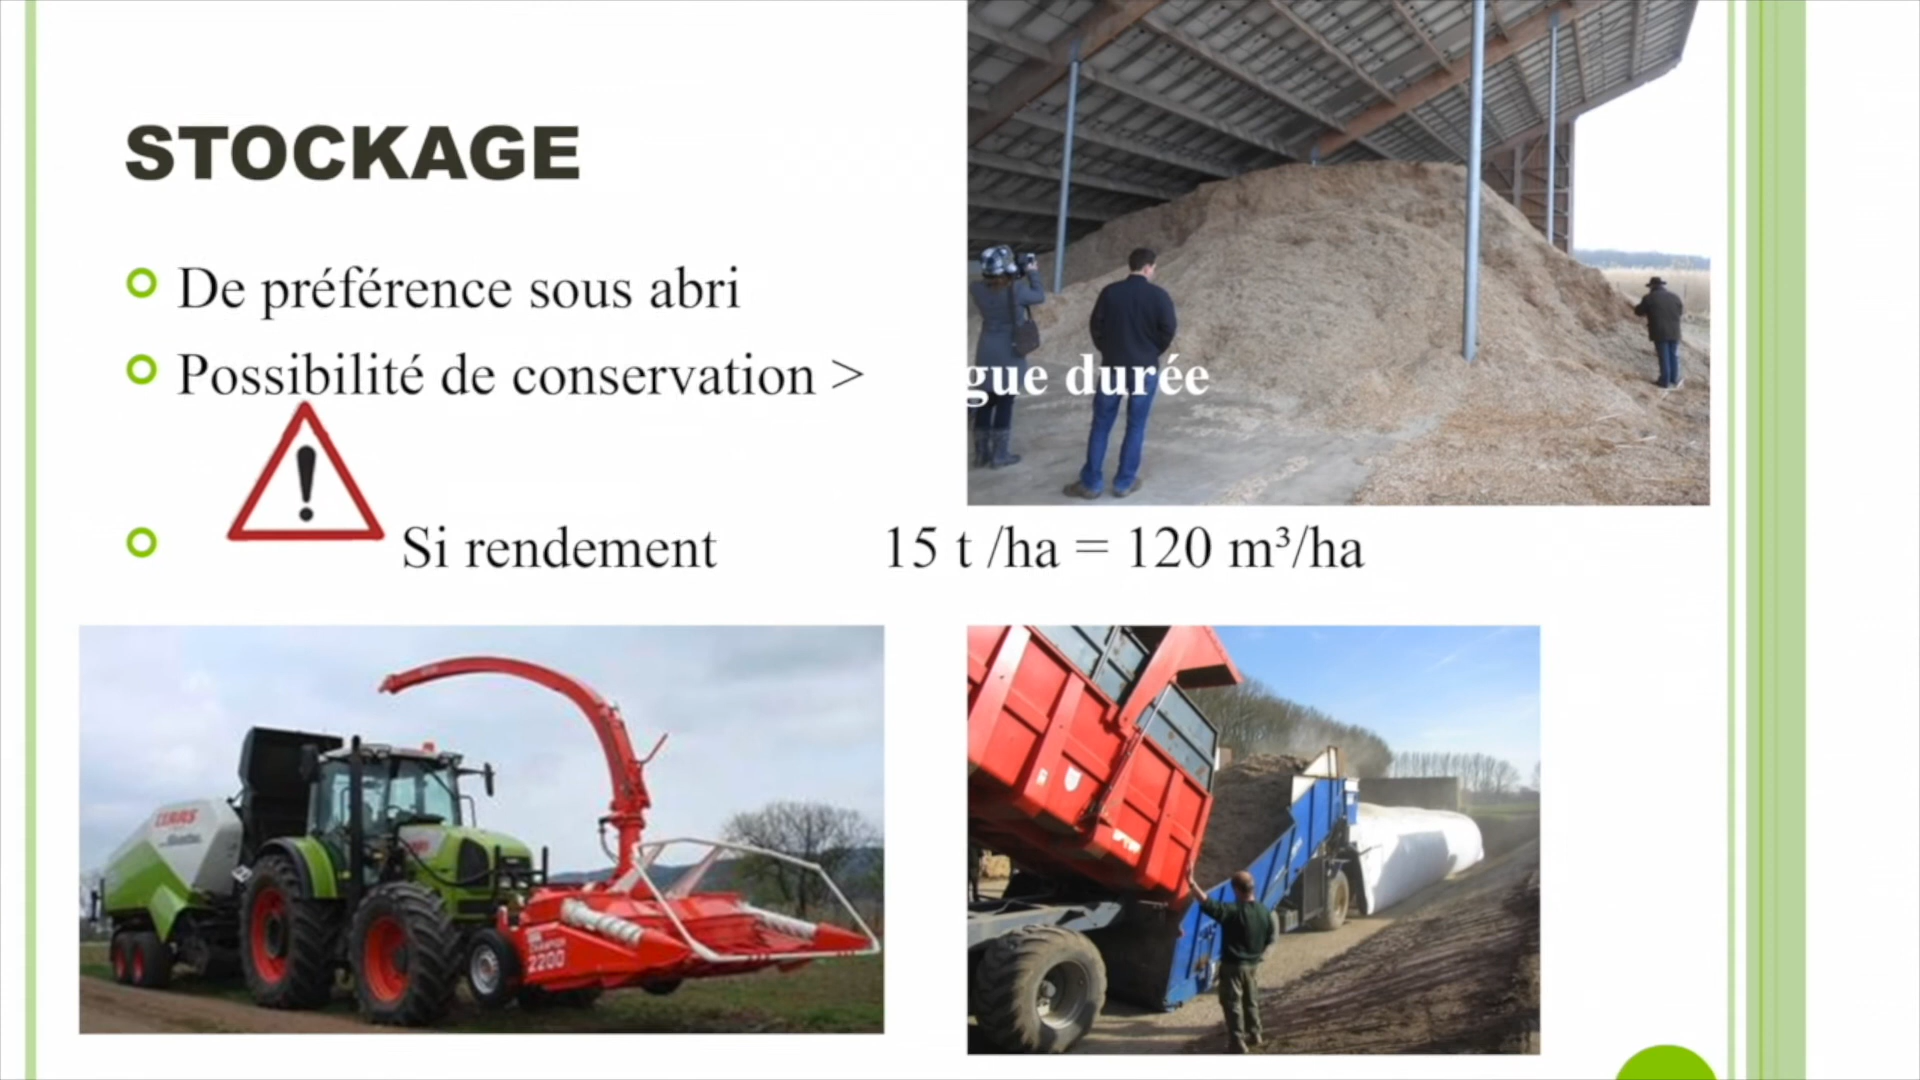 STOCKAGE
De préférence sous abri
Possibilité de conservation > gue durée
Si rendement 15 t /ha = 120 m³/ha
CLAAS
2200